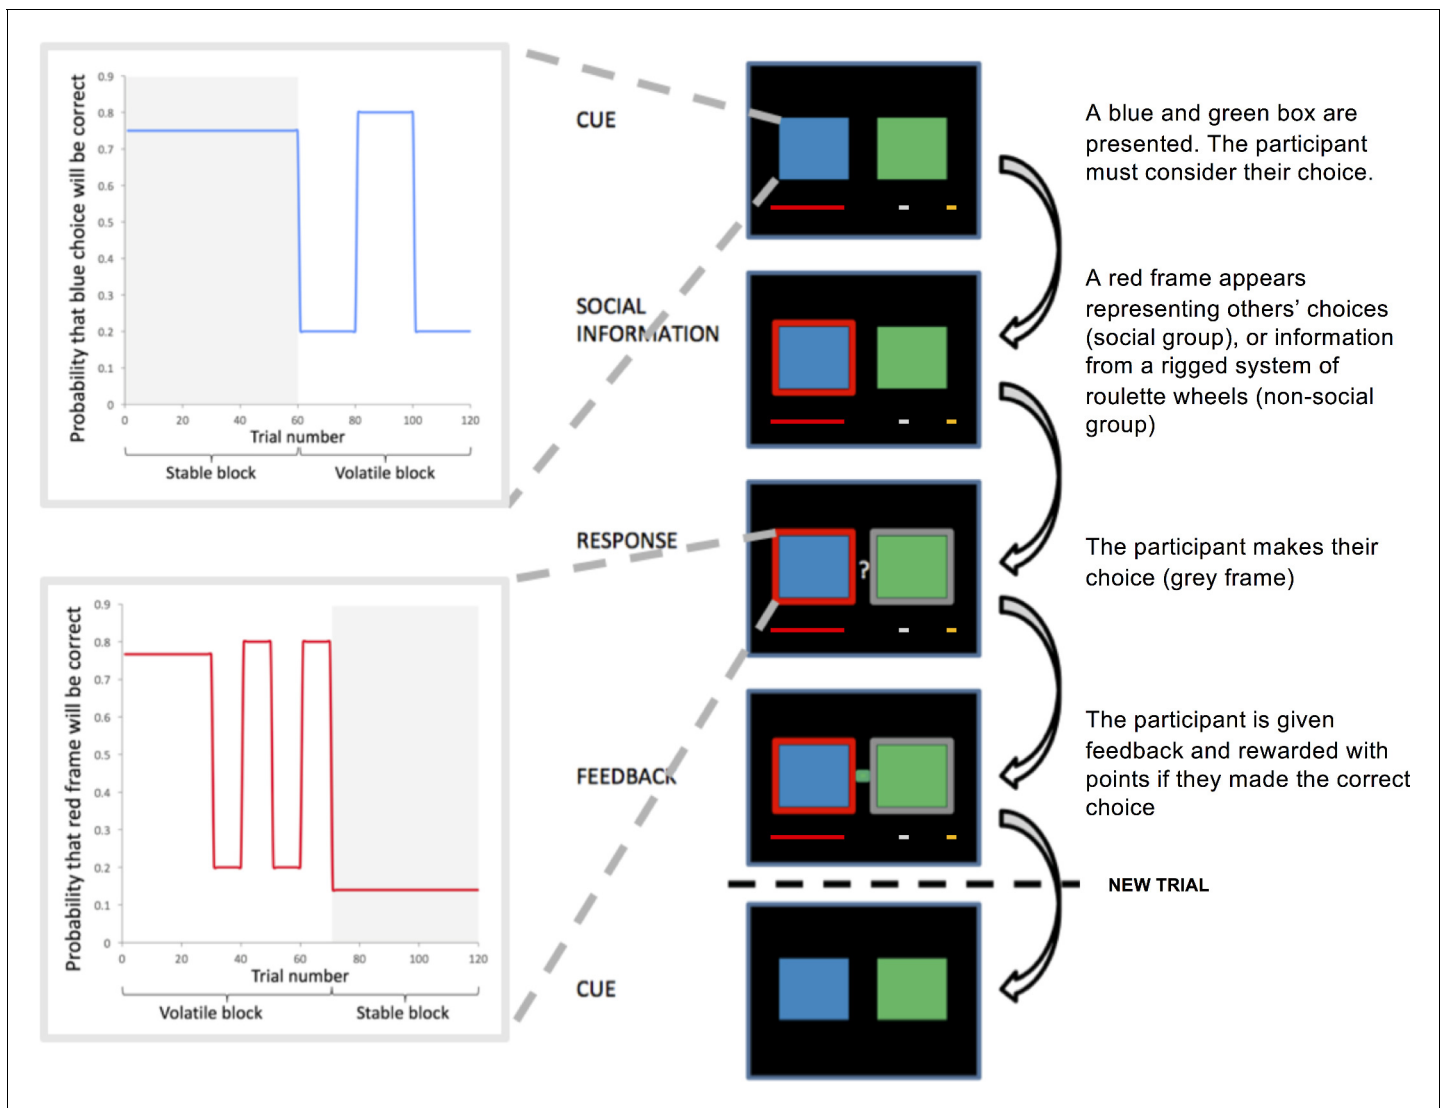 Probability that blue choice will be correct
0.9
0.8
0.7
0.6
0.5
0.4
0.3
0.2
0.1
0
0
20
40
60
80
100
120
Trial number
Stable block
Volatile block
Probability that red frame will be correct
0.9
0.8
0.7
0.6
0.5
0.4
0.3
0.2
0.1
0
0
20
40
60
80
100
120
Trial number
Volatile block
Stable block
CUE
A blue and green box are
presented. The participant
must consider their choice.
SOCIAL
INFORMATION
A red frame appears
representing others' choices
(social group), or information
from a rigged system of
roulette wheels (non-social
group)
RESPONSE
?
The participant makes their
choice (grey frame)
FEEDBACK
The participant is given
feedback and rewarded with
points if they made the correct
choice
NEW TRIAL
CUE